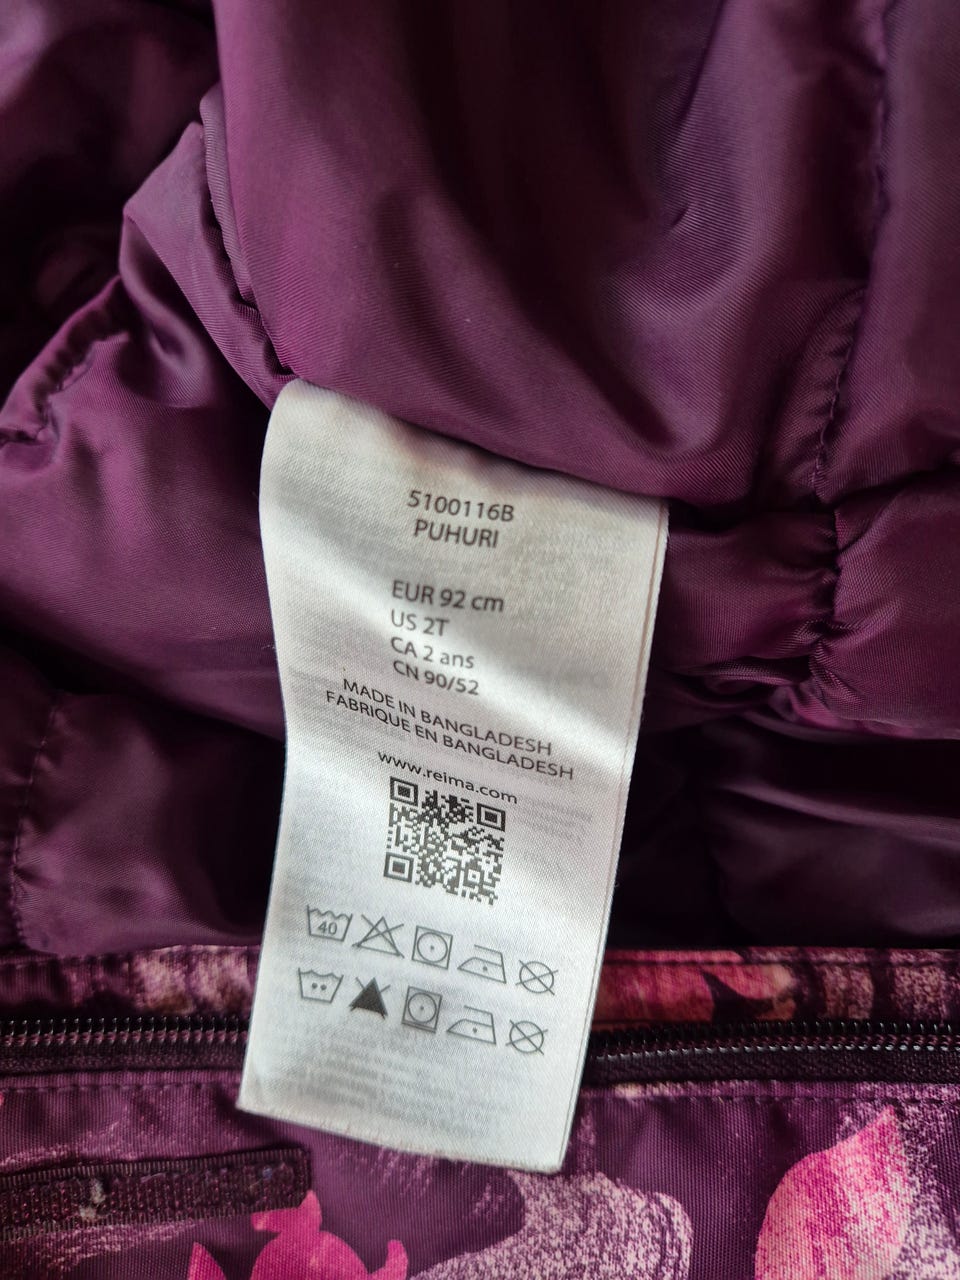 5100116B
PUHURI
EUR 92 cm
US 2T
CA 2 ans
CN 90/52
MADE IN BANGLADESH
FABRIQUE EN BANGLADESH
www.reima.com
40